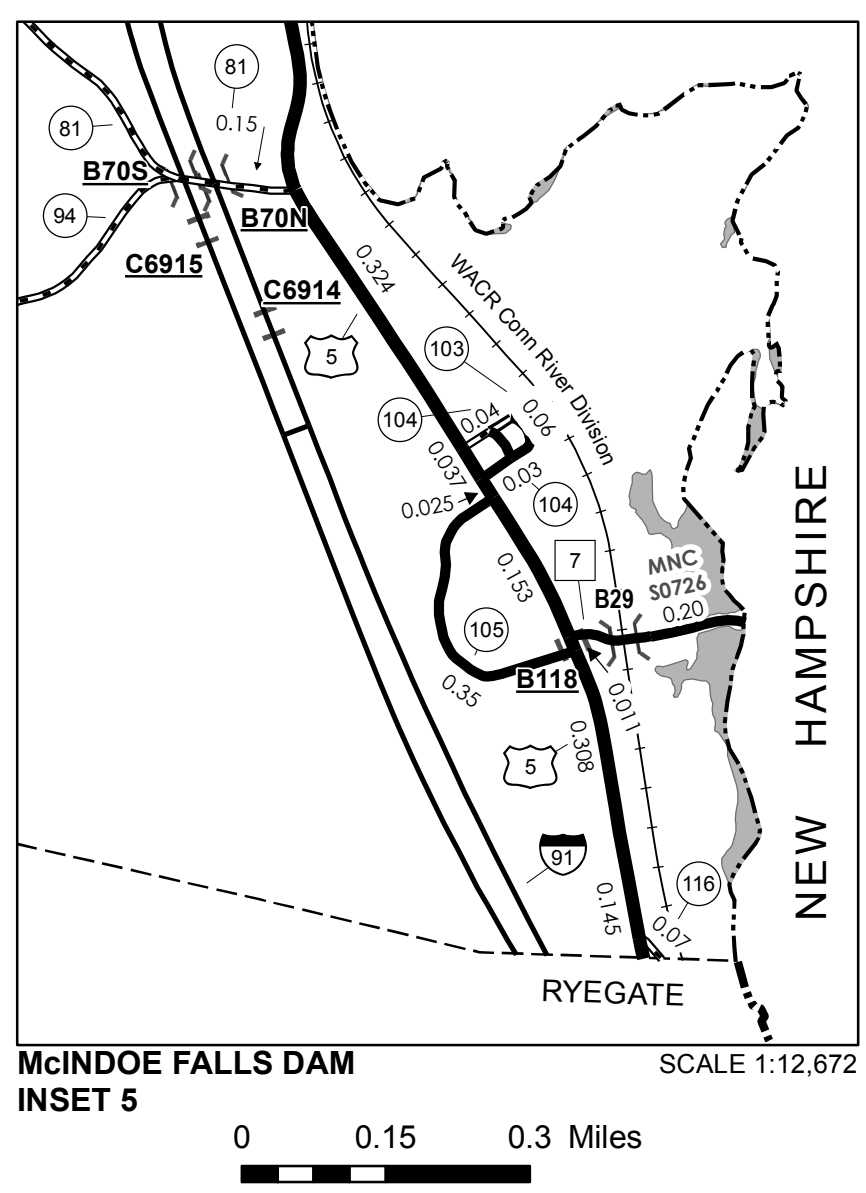 81
0.15
81
B70S
94
B70N
C6915
C6914
0.324
5
WACR Conn River Division
103
104
0.04
0.06
0.037
0.03
0.025
104
0.153
7
MNC
S0726
B29
0.20
105
B118
0.35
0.011
0.308
5
91
116
0.145
0.07
NEW HAMPSHIRE
RYEGATE
McINDOE FALLS DAM
SCALE 1:12,672
INSET 5
0 0.15 0.3 Miles